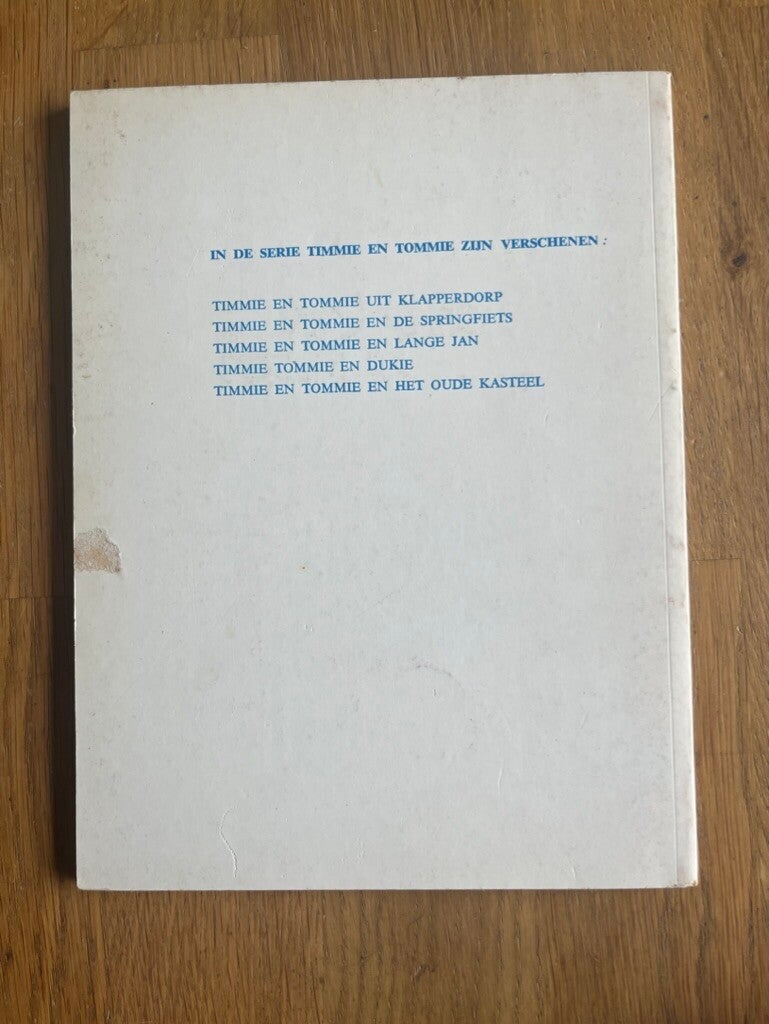 IN DE SERIE TIMMIE EN TOMMIE ZIJN VERSCHENEN:
TIMMIE EN TOMMIE UIT KLAPPERDORP
TIMMIE EN TOMMIE EN DE SPRINGFIETS
TIMMIE EN TOMMIE EN LANGE JAN
TIMMIE TOMMIE EN DUKIE
TIMMIE EN TOMMIE EN HET OUDE KASTEEL